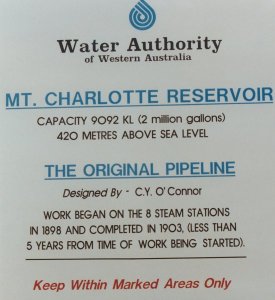 Water Authority
of Western Australia
MT. CHARLOTTE RESERVOIR
CAPACITY 9092 KL (2 million gallons)
420 METRES ABOVE SEA LEVEL
THE ORIGINAL PIPELINE
Designed By - C.Y. O'Connor
WORK BEGAN ON THE 8 STEAM STATIONS
IN 1898 AND COMPLETED IN 1903, (LESS THAN
5 YEARS FROM TIME OF WORK BEING STARTED).
Keep Within Marked Areas Only